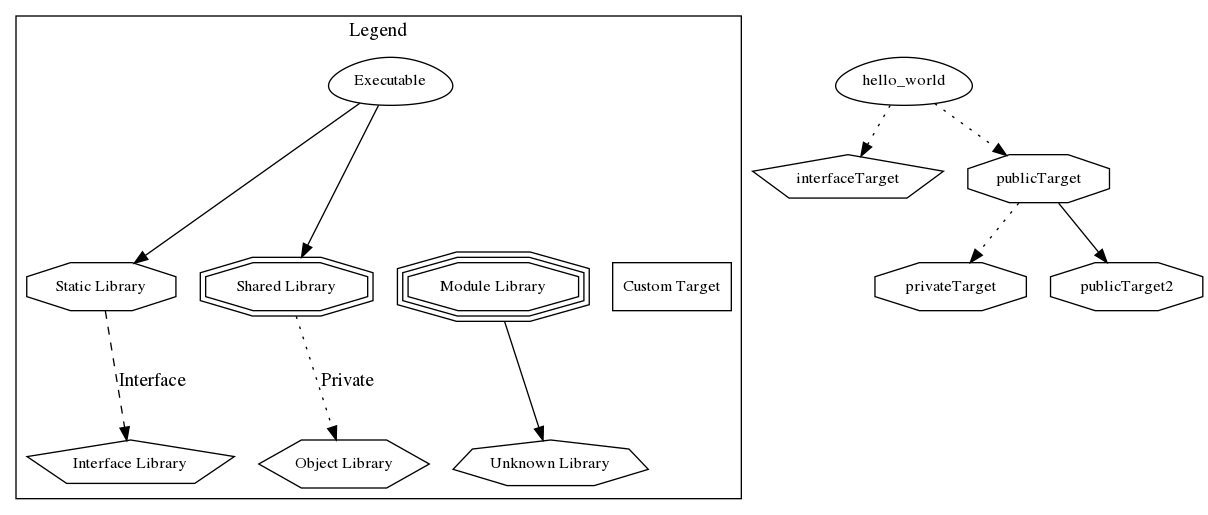 Legend
Executable
Static Library
Shared Library
Module Library
Custom Target
Interface
Private
Interface Library
Object Library
Unknown Library
hello_world
interfaceTarget
publicTarget
privateTarget
publicTarget2